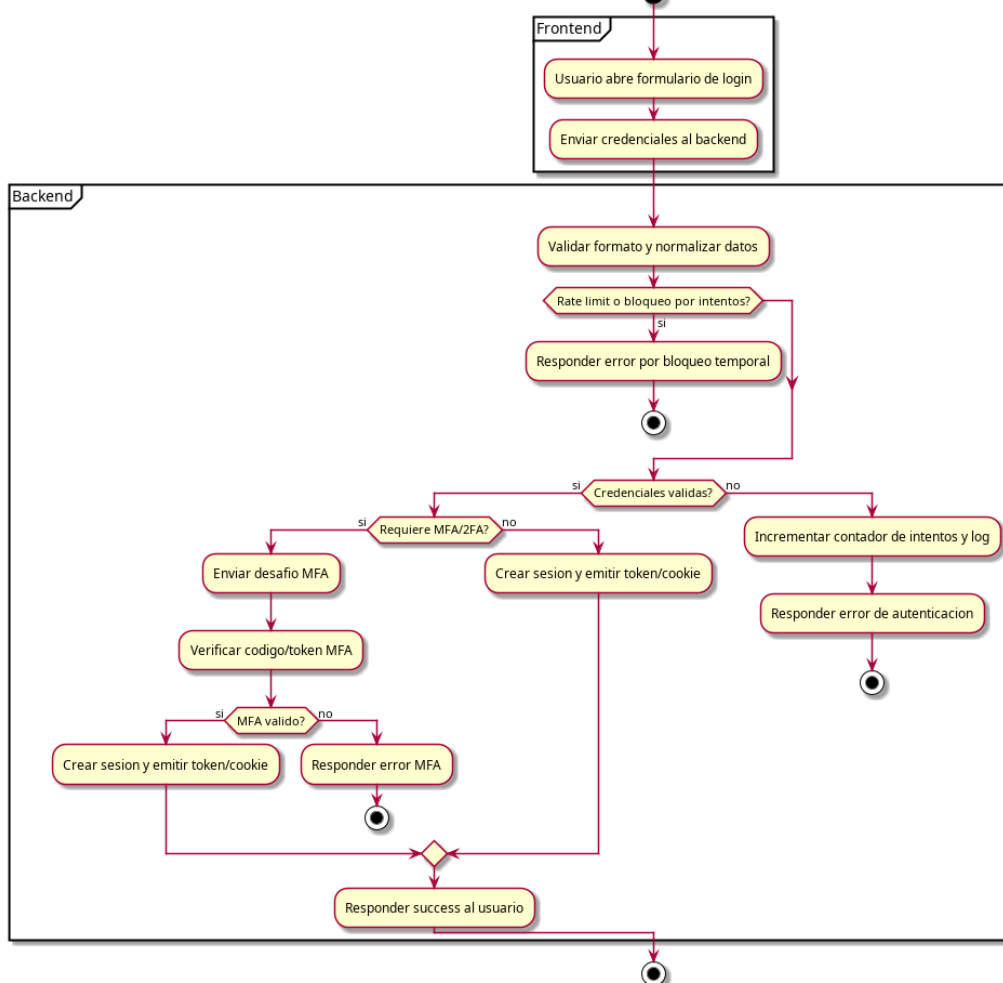 Frontend
Usuario abre formulario de login
Enviar credenciales al backend
Backend
Validar formato y normalizar datos
Rate limit o bloqueo por intentos?
si
Responder error por bloqueo temporal
si
Credenciales validas?
no
si
Requiere MFA/2FA?
no
Incrementar contador de intentos y log
Enviar desafio MFA
Crear sesion y emitir token/cookie
Responder error de autenticacion
Verificar codigo/token MFA
si
MFA valido?
no
Crear sesion y emitir token/cookie
Responder error MFA
Responder success al usuario